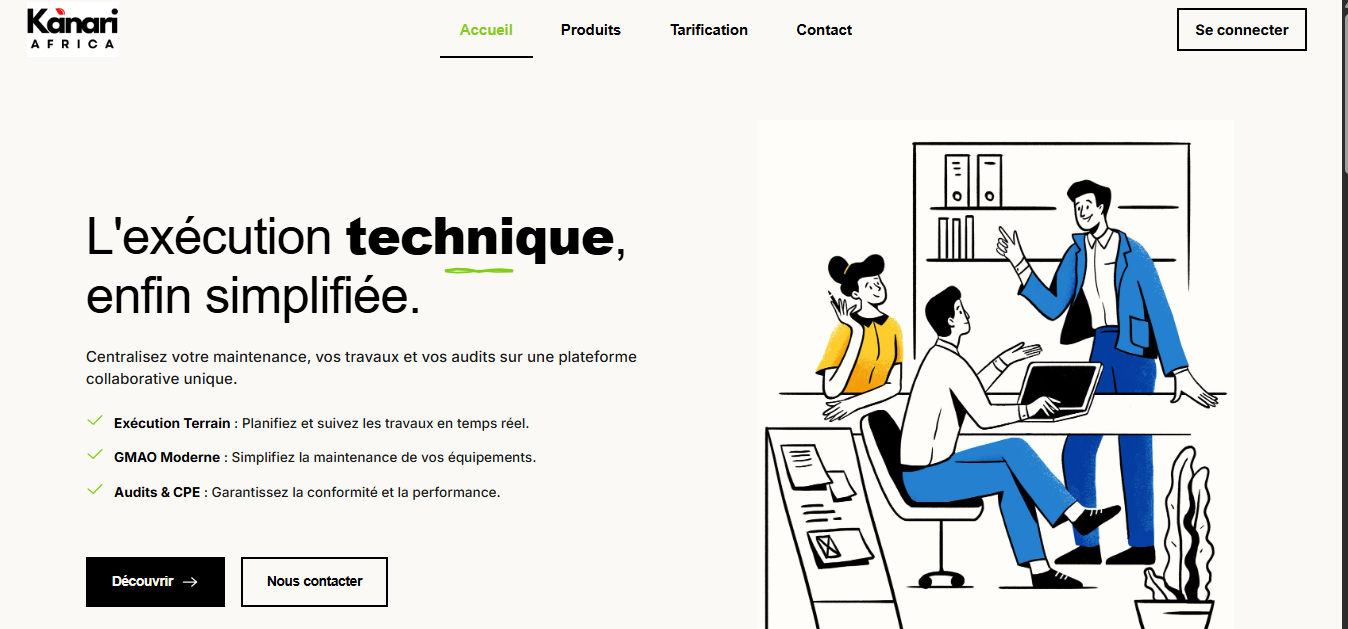 Kànari
AFRICA
Accueil
Produits
Tarification
Contact
Se connecter
L'exécution technique,
enfin simplifiée.
Centralisez votre maintenance, vos travaux et vos audits sur une plateforme
collaborative unique.
Exécution Terrain : Planifiez et suivez les travaux en temps réel.
GMAO Moderne : Simplifiez la maintenance de vos équipements.
Audits & CPE : Garantissez la conformité et la performance.
Découvrir →
Nous contacter